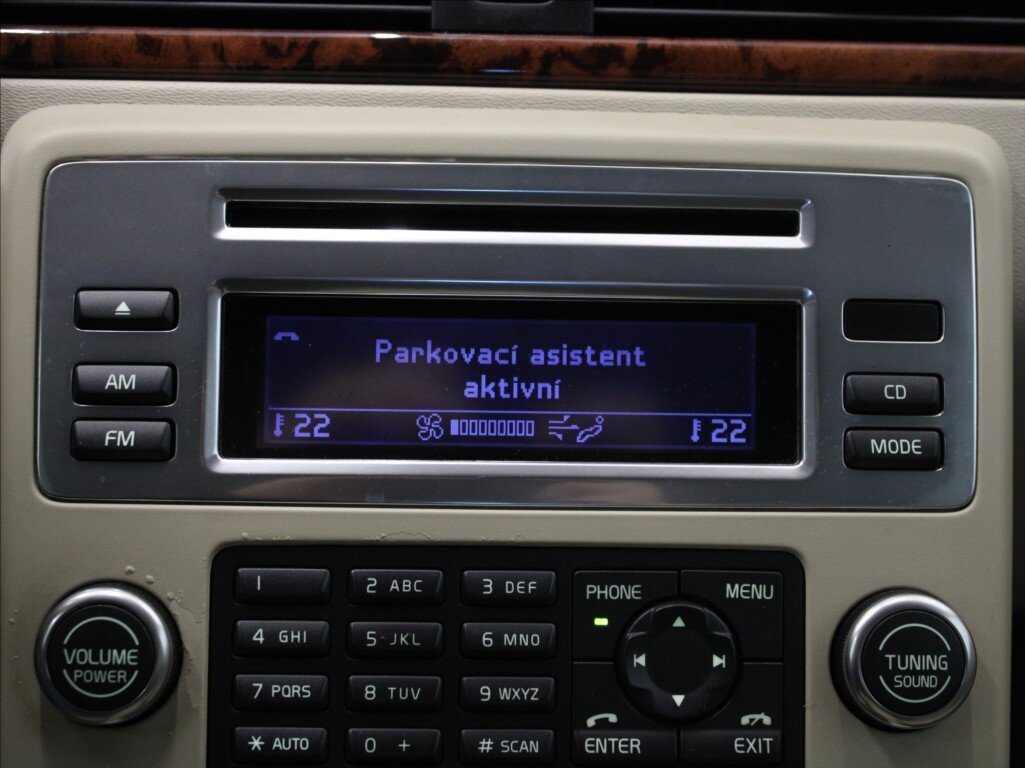 Parkovací asistent
aktivní
22
22
AM
FM
CD
MODE
1
2 ABC
3 DEF
4 GHI
5 JKL
6 MNO
7 PQRS
8 TUV
9 WXYZ
* AUTO
0 +
# SCAN
PHONE
MENU
ENTER
EXIT
VOLUME
POWER
TUNING
SOUND